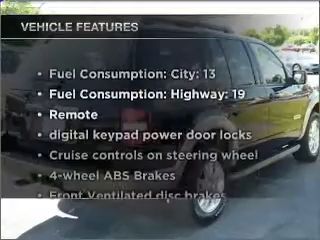 VEHICLE FEATURES
• Fuel Consumption: City: 13
• Fuel Consumption: Highway: 19
• Remote
• digital keypad power door locks
• Cruise controls on steering wheel
• 4-wheel ABS Brakes
• Front Ventilated disc brakes